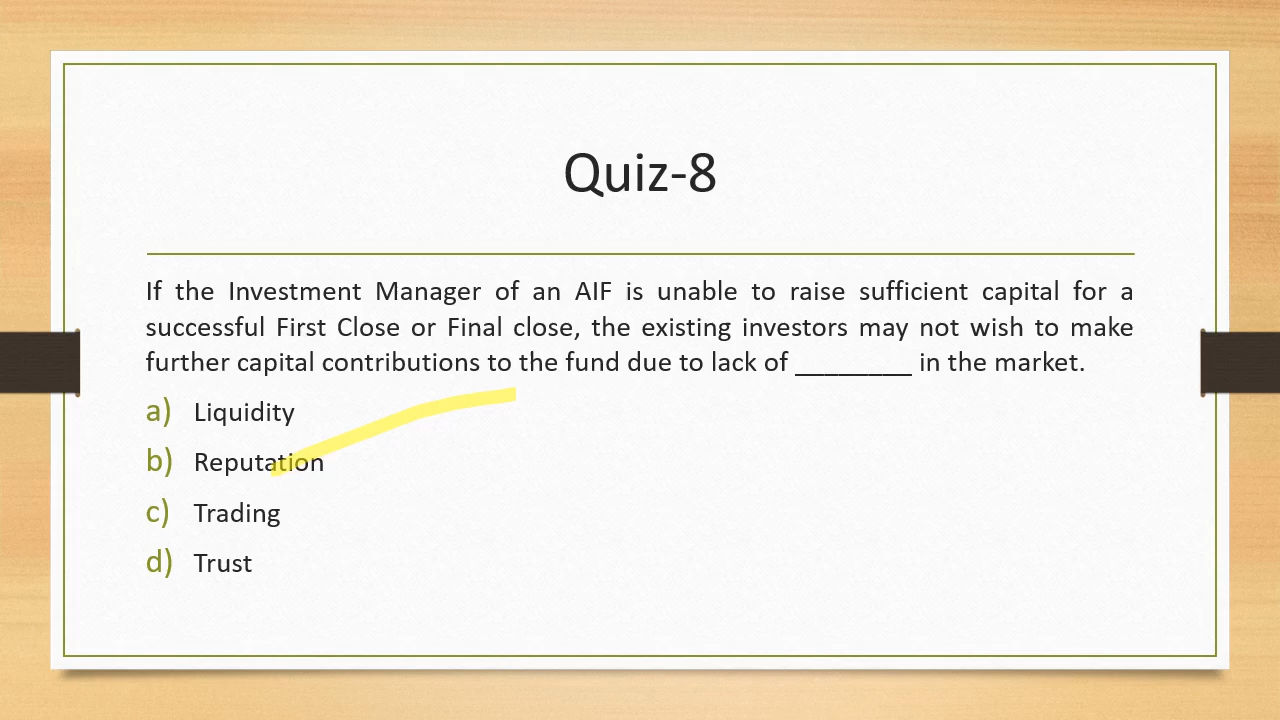 Quiz-8
If the Investment Manager of an AIF is unable to raise sufficient capital for a
successful First Close or Final close, the existing investors may not wish to make
further capital contributions to the fund due to lack of ________ in the market.
a) Liquidity
b) Reputation
c) Trading
d) Trust